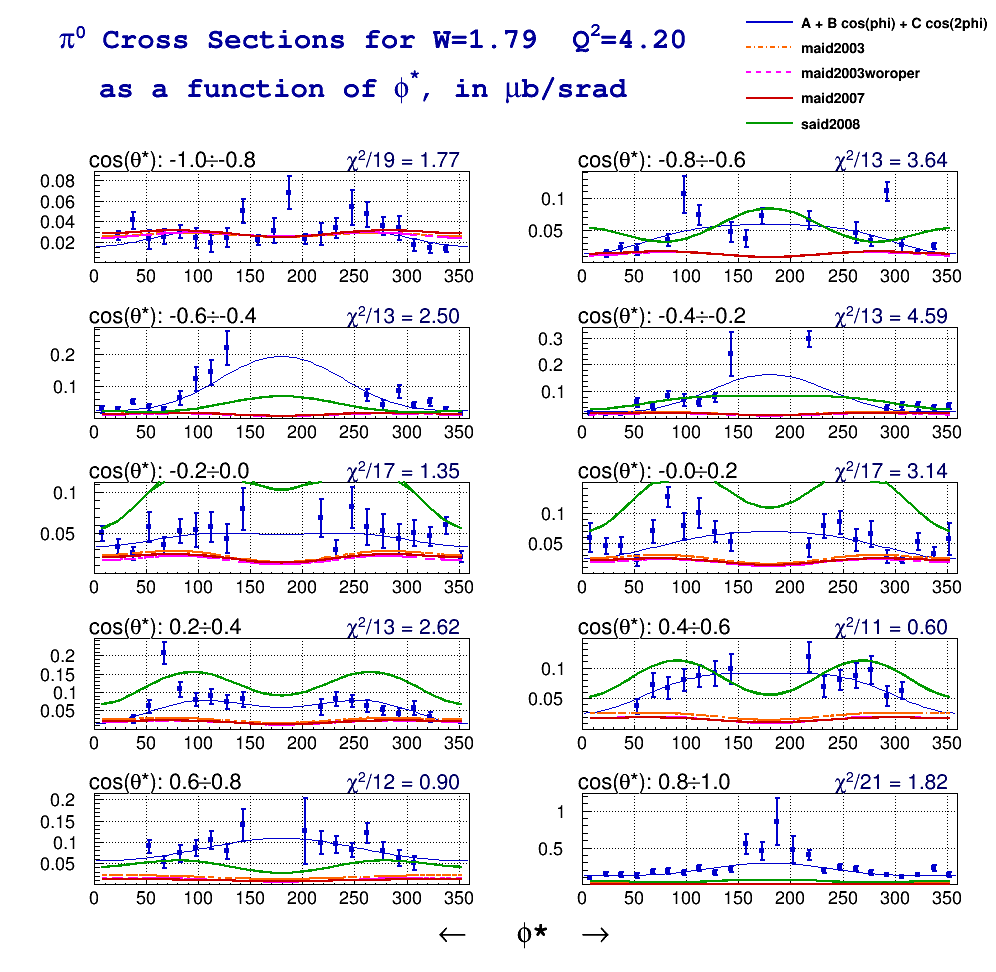 π⁰ Cross Sections for W=1.79 Q²=4.20
as a function of ϕ*, in μb/srad
A + B cos(phi) + C cos(2phi)
maid2003
maid2003woroper
maid2007
said2008
cos(θ*): -1.0÷-0.8 χ²/19 = 1.77
0.08
0.06
0.04
0.02
0 50 100 150 200 250 300 350
cos(θ*): -0.8÷-0.6 χ²/13 = 3.64
0.1
0.05
0 50 100 150 200 250 300 350
cos(θ*): -0.6÷-0.4 χ²/13 = 2.50
0.2
0.1
0 50 100 150 200 250 300 350
cos(θ*): -0.4÷-0.2 χ²/13 = 4.59
0.3
0.2
0.1
0 50 100 150 200 250 300 350
cos(θ*): -0.2÷0.0 χ²/17 = 1.35
0.1
0.05
0 50 100 150 200 250 300 350
cos(θ*): -0.0÷0.2 χ²/17 = 3.14
0.1
0.05
0 50 100 150 200 250 300 350
cos(θ*): 0.2÷0.4 χ²/13 = 2.62
0.2
0.15
0.1
0.05
0 50 100 150 200 250 300 350
cos(θ*): 0.4÷0.6 χ²/11 = 0.60
0.1
0.05
0 50 100 150 200 250 300 350
cos(θ*): 0.6÷0.8 χ²/12 = 0.90
0.2
0.15
0.1
0.05
0 50 100 150 200 250 300 350
cos(θ*): 0.8÷1.0 χ²/21 = 1.82
1
0.5
0 50 100 150 200 250 300 350
← ϕ* →